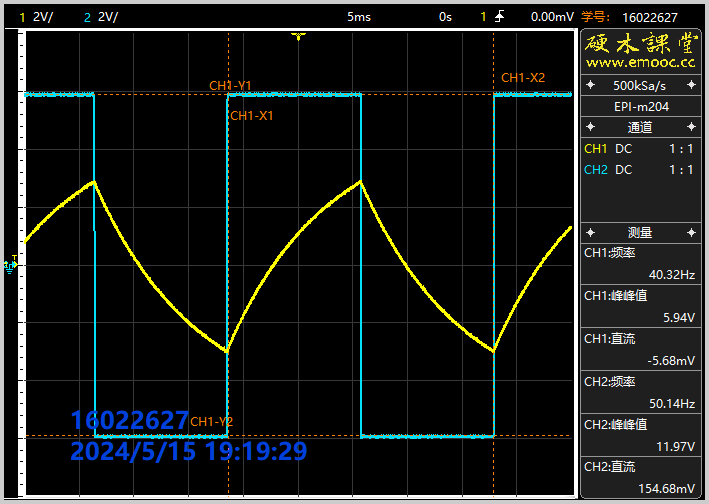 1 2V/ 2 2V/ 5ms 0s 1 0.00mV 学号: 16022627
硬木課堂
www.emooc.cc
500kSa/s
EPI-m204
通道
CH1 DC 1 : 1
CH2 DC 1 : 1
测量
CH1:频率
40.32Hz
CH1:峰峰值
5.94V
CH1:直流
-5.68mV
CH2:频率
50.14Hz
CH2:峰峰值
11.97V
CH2:直流
154.68mV
CH1-X2
CH1-Y1
CH1-X1
T
CH1-Y2
16022627
2024/5/15 19:19:29